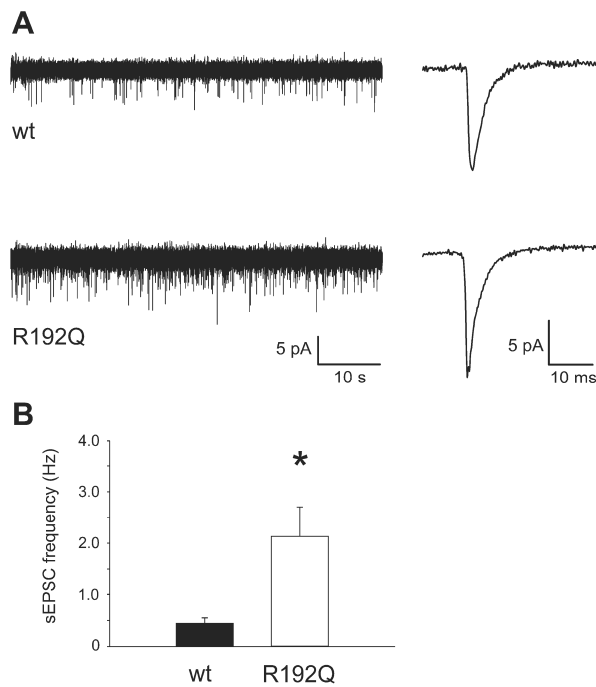 A
wt
R192Q
5 pA
10 s
5 pA
10 ms
B
sEPSC frequency (Hz)
4.0
3.0
2.0
1.0
0
*
wt
R192Q